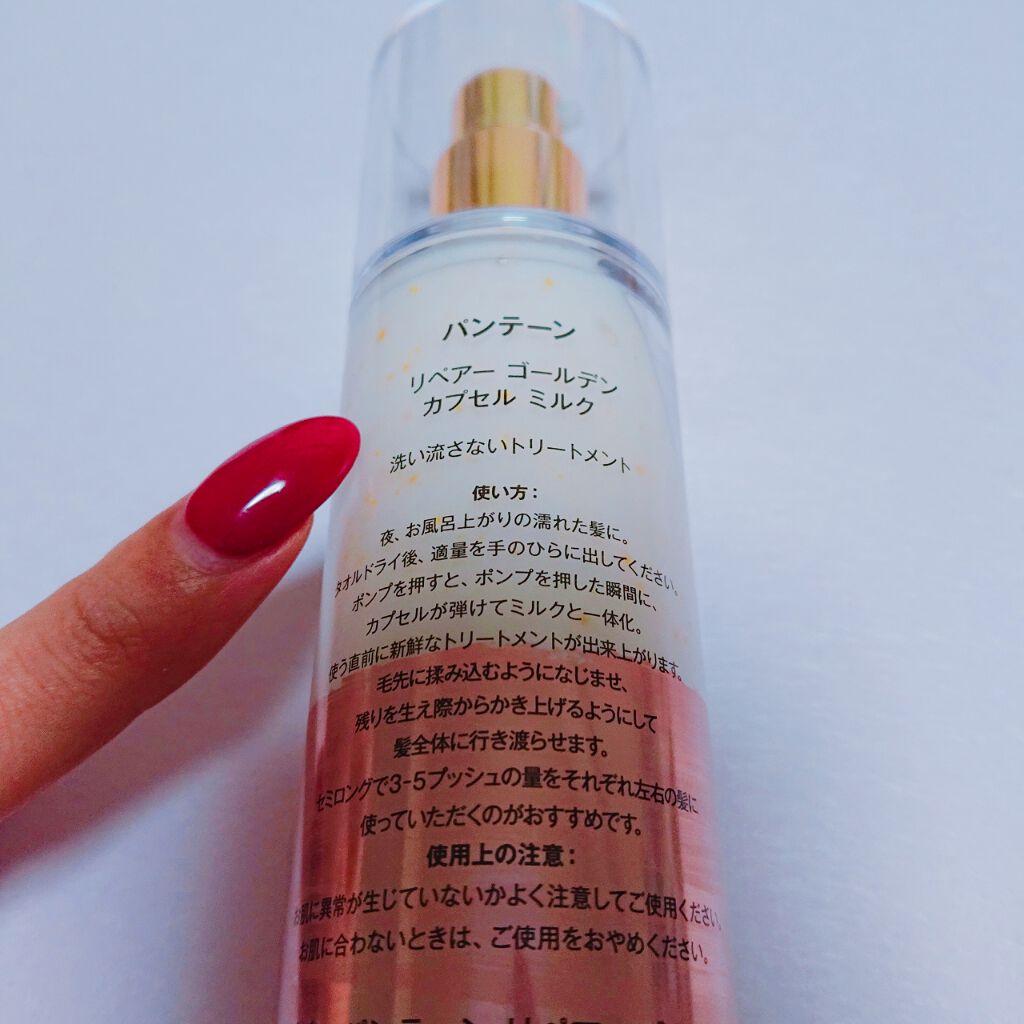 パンテーン
リペアー ゴールデン
カプセル ミルク
洗い流さないトリートメント
使い方：
夜、お風呂上がりの濡れた髪に。
タオルドライ後、適量を手のひらに出してください。
ポンプを押すと、ポンプを押した瞬間に、
カプセルが弾けてミルクと一体化。
使う直前に新鮮なトリートメントが出来上がります。
毛先に揉み込むようになじませ、
残りを生え際からかき上げるようにして
髪全体に行き渡らせます。
セミロングで3-5プッシュの量をそれぞれ左右の髪に
使っていただくのがおすすめです。
使用上の注意：
お肌に異常が生じていないかよく注意してご使用ください。
お肌に合わないときは、ご使用をおやめください。